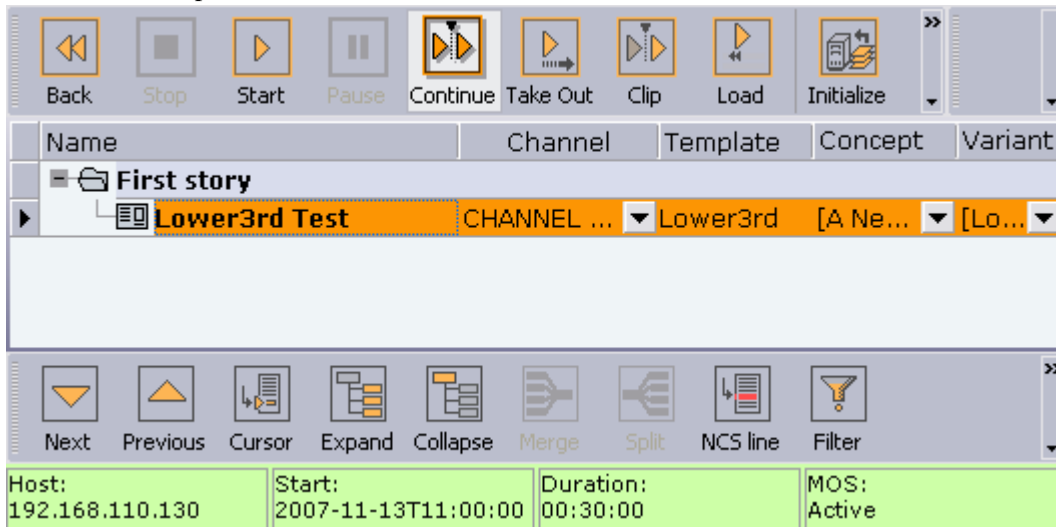 Back Stop Start Pause Continue Take Out Clip Load Initialize
Name Channel Template Concept Variant
First story
Lower3rd Test CHANNEL ... Lower3rd [A Ne... [Lo...
Next Previous Cursor Expand Collapse Merge Split NCS line Filter
Host: Start: Duration: MOS:
192.168.110.130 2007-11-13T11:00:00 00:30:00 Active